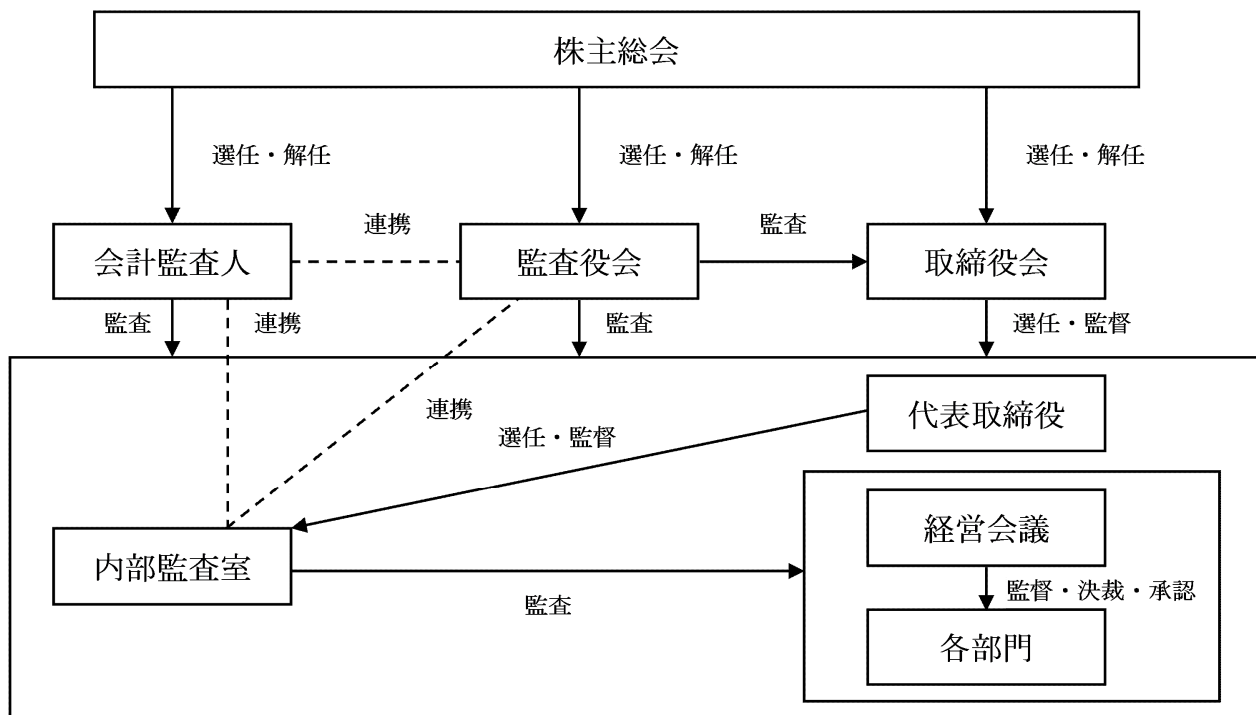 株主総会
選任・解任
選任・解任
選任・解任
連携
監査
会計監査人
監査役会
取締役会
監査
連携
監査
選任・監督
代表取締役
連携
選任・監督
経営会議
内部監査室
監督・決裁・承認
監査
各部門